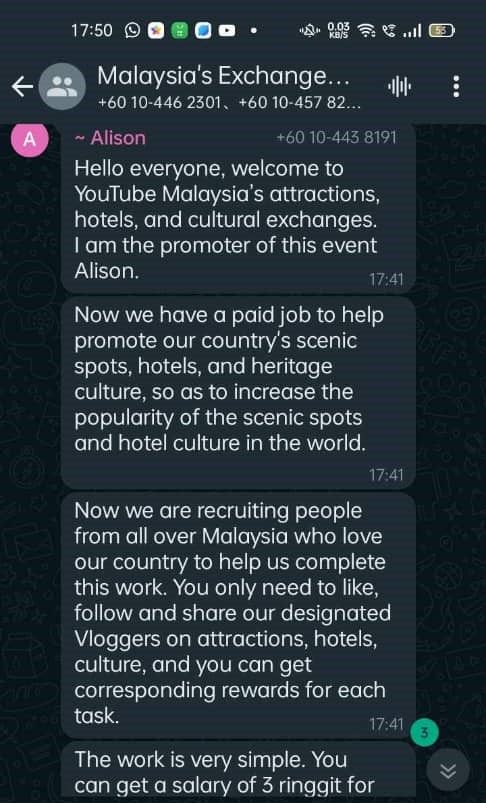 17:50
0.03 KB/S
53
Malaysia's Exchange...
+60 10-446 2301、+60 10-457 82...
A
~ Alison +60 10-443 8191
Hello everyone, welcome to
YouTube Malaysia's attractions,
hotels, and cultural exchanges.
I am the promoter of this event
Alison.
17:41
Now we have a paid job to help
promote our country's scenic
spots, hotels, and heritage
culture, so as to increase the
popularity of the scenic spots
and hotel culture in the world.
17:41
Now we are recruiting people
from all over Malaysia who love
our country to help us complete
this work. You only need to like,
follow and share our designated
Vloggers on attractions, hotels,
culture, and you can get
corresponding rewards for each
task.
17:41
3
The work is very simple. You
can get a salary of 3 ringgit for